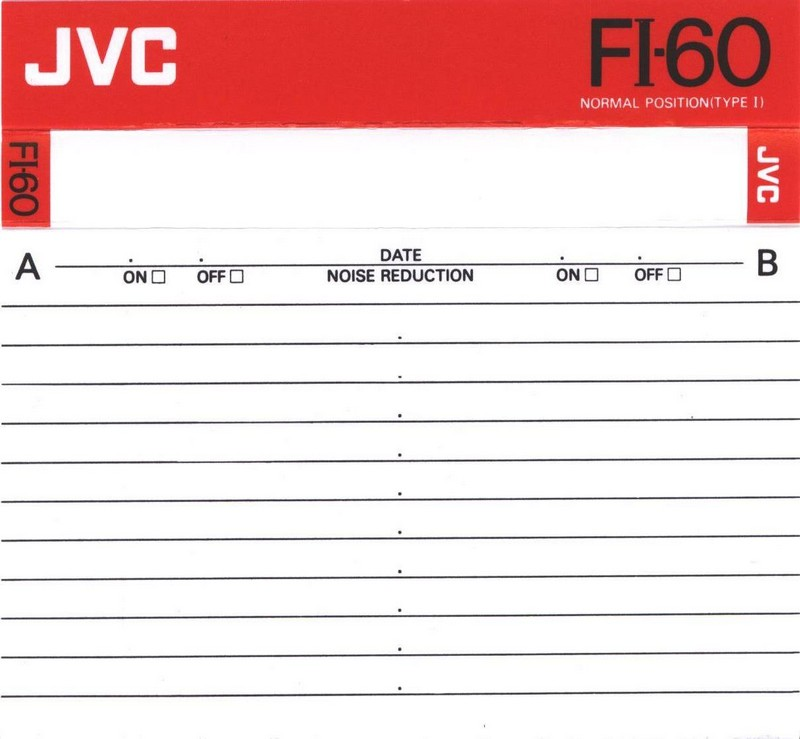 JVC
FI-60
NORMAL POSITION(TYPE I)
FI-60
JVC
A DATE B
ON OFF NOISE REDUCTION ON OFF